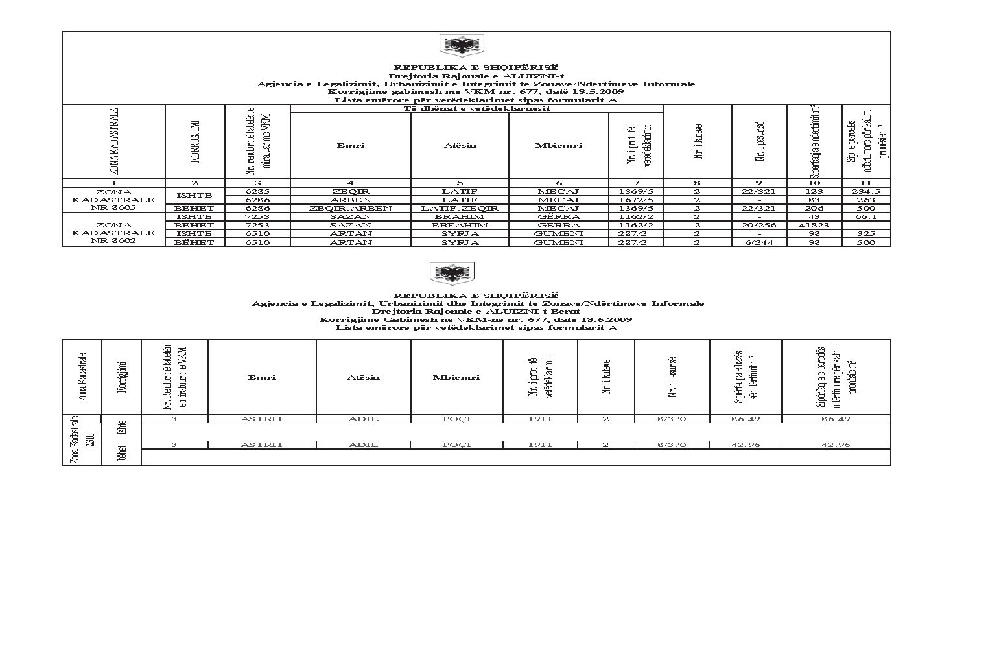 REPUBLIKA E SHQIPËRISË
Drejtoria Rajonale e ALUIZNI-t
Agjencia e Legalizimit, Urbanizimit e Integrimit të Zonave/Ndërtimeve Informale
Korrigjime gabimesh me VKM nr. 677, datë 18.5.2009
Lista emërore për vetëdeklarimet sipas formularit A
ZONA KADASTRALE KORRIGJIMI Nr. rendor në tabelën e miratuar me VKM Të dhënat e vetëdeklaruesit Nr. i kateve Nr. i pasurisë Sipërfaqja e ndërtimit m² Sip. e parcelës ndërtimore për kalim pronësie m²
Emri Atësia Mbiemri Nr. i prot. të vetëdeklarimit
1 2 3 4 5 6 7 8 9 10 11
ZONA KADASTRALE NR 8605 ISHTE 6285 ZEQIR LATIF MECAJ 1369/5 2 22/321 123 234.5
6286 ARBEN LATIF MECAJ 1672/5 2 - 83 263
BËHET 6286 ZEQIR,ARBEN LATIF,ZEQIR MECAJ 1369/5 2 22/321 206 500
ZONA KADASTRALE NR 8602 ISHTE 7253 SAZAN BRAHIM GËRRA 1162/2 2 - 43 66.1
BËHET 7253 SAZAN BRFAHIM GËRRA 1162/2 2 20/256 41823
ISHTE 6510 ARTAN SYRJA GUMENI 287/2 2 - 98 325
BËHET 6510 ARTAN SYRJA GUMENI 287/2 2 6/244 98 500
REPUBLIKA E SHQIPËRISË
Agjencia e Legalizimit, Urbanizimit dhe Integrimit te Zonave/Ndërtimeve Informale
Drejtoria Rajonale e ALUIZNI-t Berat
Korrigjime Gabimesh në VKM-në nr. 677, datë 18.6.2009
Lista emërore për vetëdeklarimet sipas formularit A
Zona Kadastrale Korrigjimi Nr. Rendor në tabelën e miratuar me VKM Emri Atësia Mbiemri Nr. i prot. të vetëdeklarimit Nr. i kateve Nr. i Pasurisë Sipërfaqja e bazës së ndërtimit m² Sipërfaqja e parcelës ndërtimore për kalim pronësie m²
Zona Kadastrale 2310 Ishte 3 ASTRIT ADIL POÇI 1911 2 8/370 86.49 86.49
bëhet 3 ASTRIT ADIL POÇI 1911 2 8/370 42.96 42.96